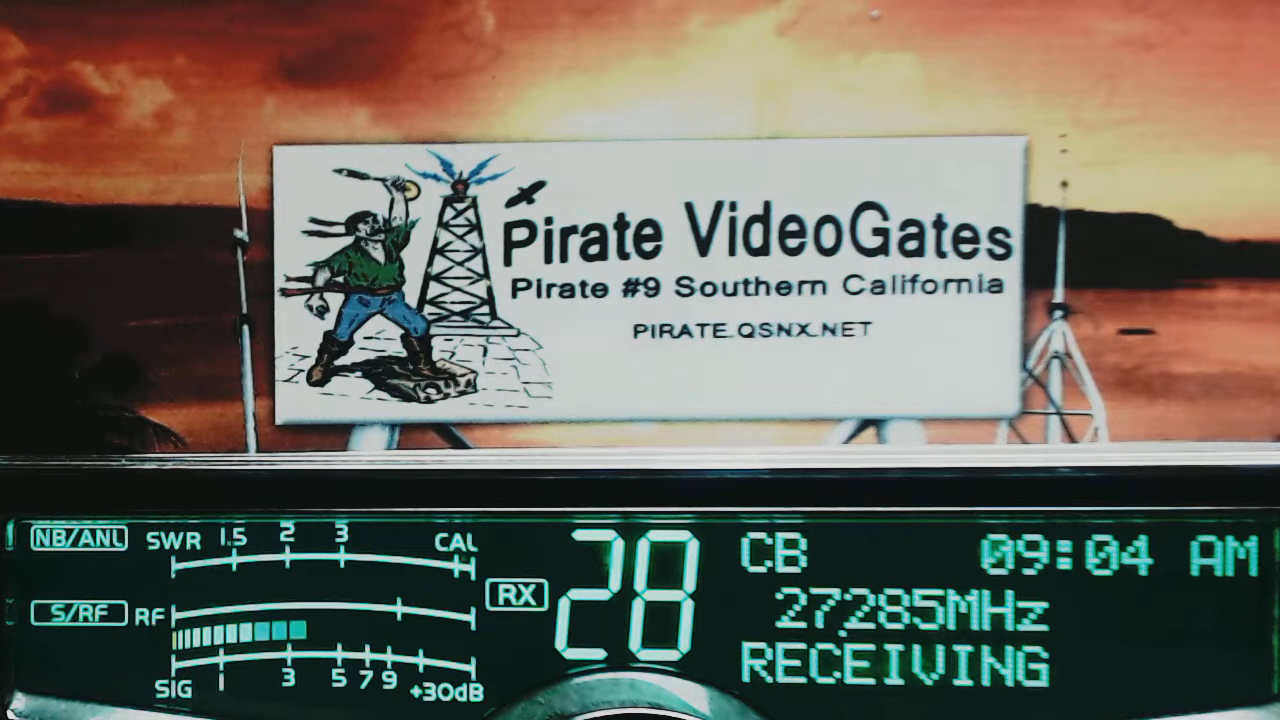 Pirate VideoGates
Pirate #9 Southern California
PIRATE.QSNX.NET
NB/ANL SWR 1.5 2 3 CAL
S/RF RF
SIG 1 3 5 7 9 +30dB
RX
28
CB 09:04 AM
27.285MHz
RECEIVING